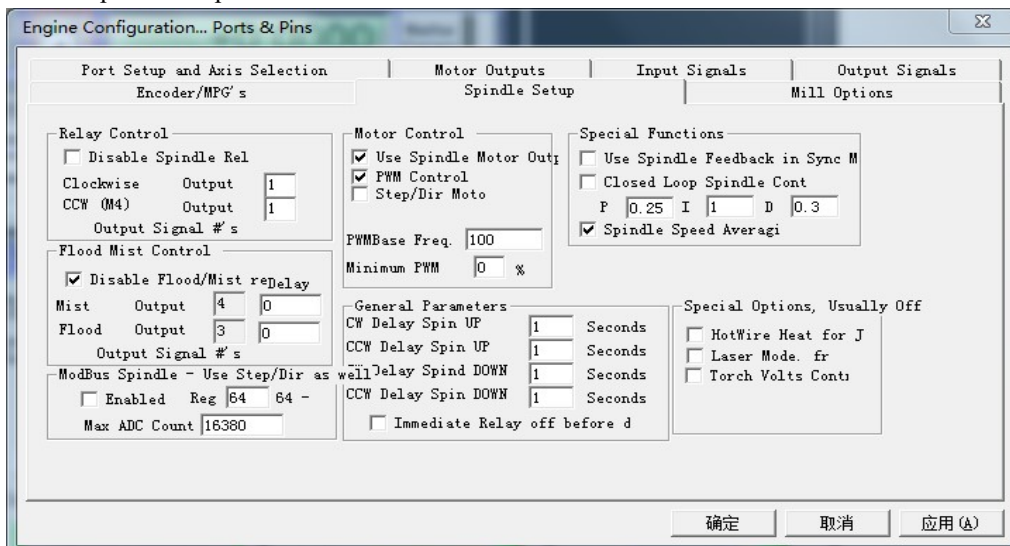 Engine Configuration... Ports & Pins
Port Setup and Axis Selection
Motor Outputs
Input Signals
Output Signals
Encoder/MPG's
Spindle Setup
Mill Options
Relay Control
Disable Spindle Rel
Clockwise Output 1
CCW (M4) Output 1
Output Signal #'s
Flood Mist Control
Disable Flood/Mist re
Delay
Mist Output 4 0
Flood Output 3 0
Output Signal #'s
ModBus Spindle - Use Step/Dir as well
Enabled Reg 64 64 -
Max ADC Count 16380
Motor Control
Use Spindle Motor Outp
PWM Control
Step/Dir Moto
PWMBase Freq. 100
Minimum PWM 0 %
General Parameters
CW Delay Spin UP 1 Seconds
CCW Delay Spin UP 1 Seconds
Delay Spind DOWN 1 Seconds
CCW Delay Spin DOWN 1 Seconds
Immediate Relay off before d
Special Functions
Use Spindle Feedback in Sync M
Closed Loop Spindle Cont
P 0.25 I 1 D 0.3
Spindle Speed Averagi
Special Options, Usually Off
HotWire Heat for J
Laser Mode. fr
Torch Volts Cont
确定
取消
应用(A)